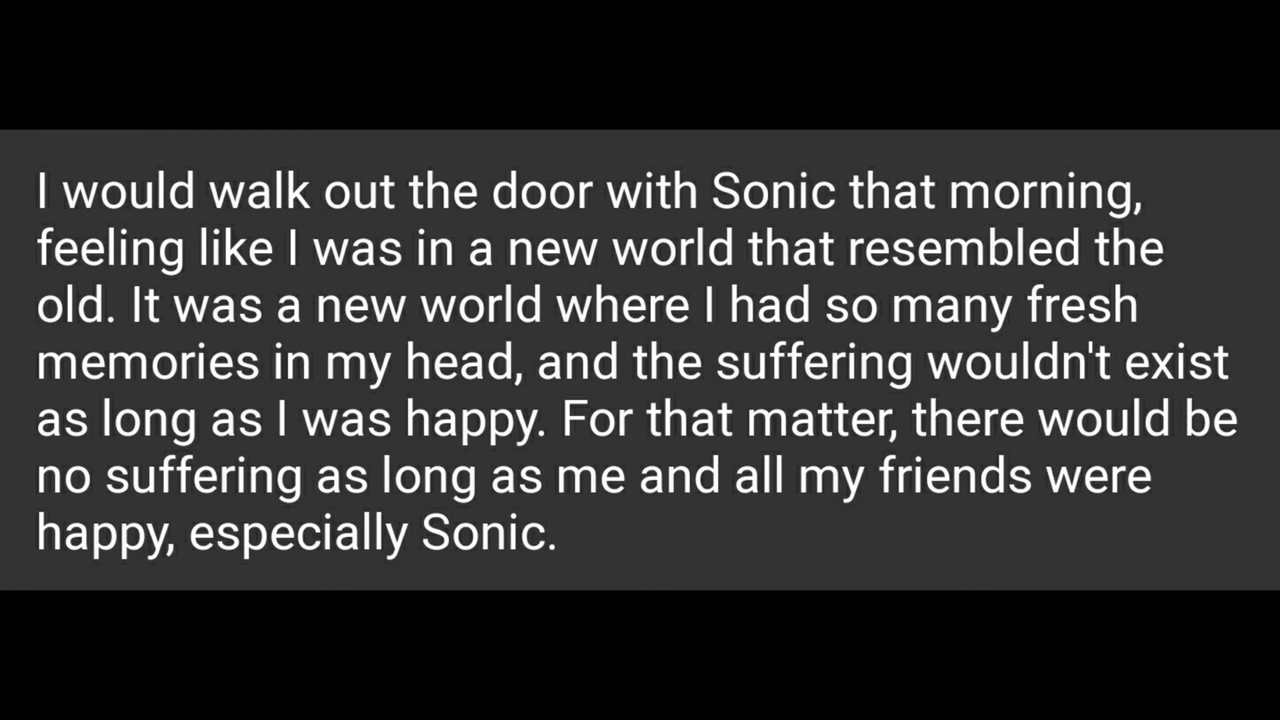 I would walk out the door with Sonic that morning,
feeling like I was in a new world that resembled the
old. It was a new world where I had so many fresh
memories in my head, and the suffering wouldn't exist
as long as I was happy. For that matter, there would be
no suffering as long as me and all my friends were
happy, especially Sonic.